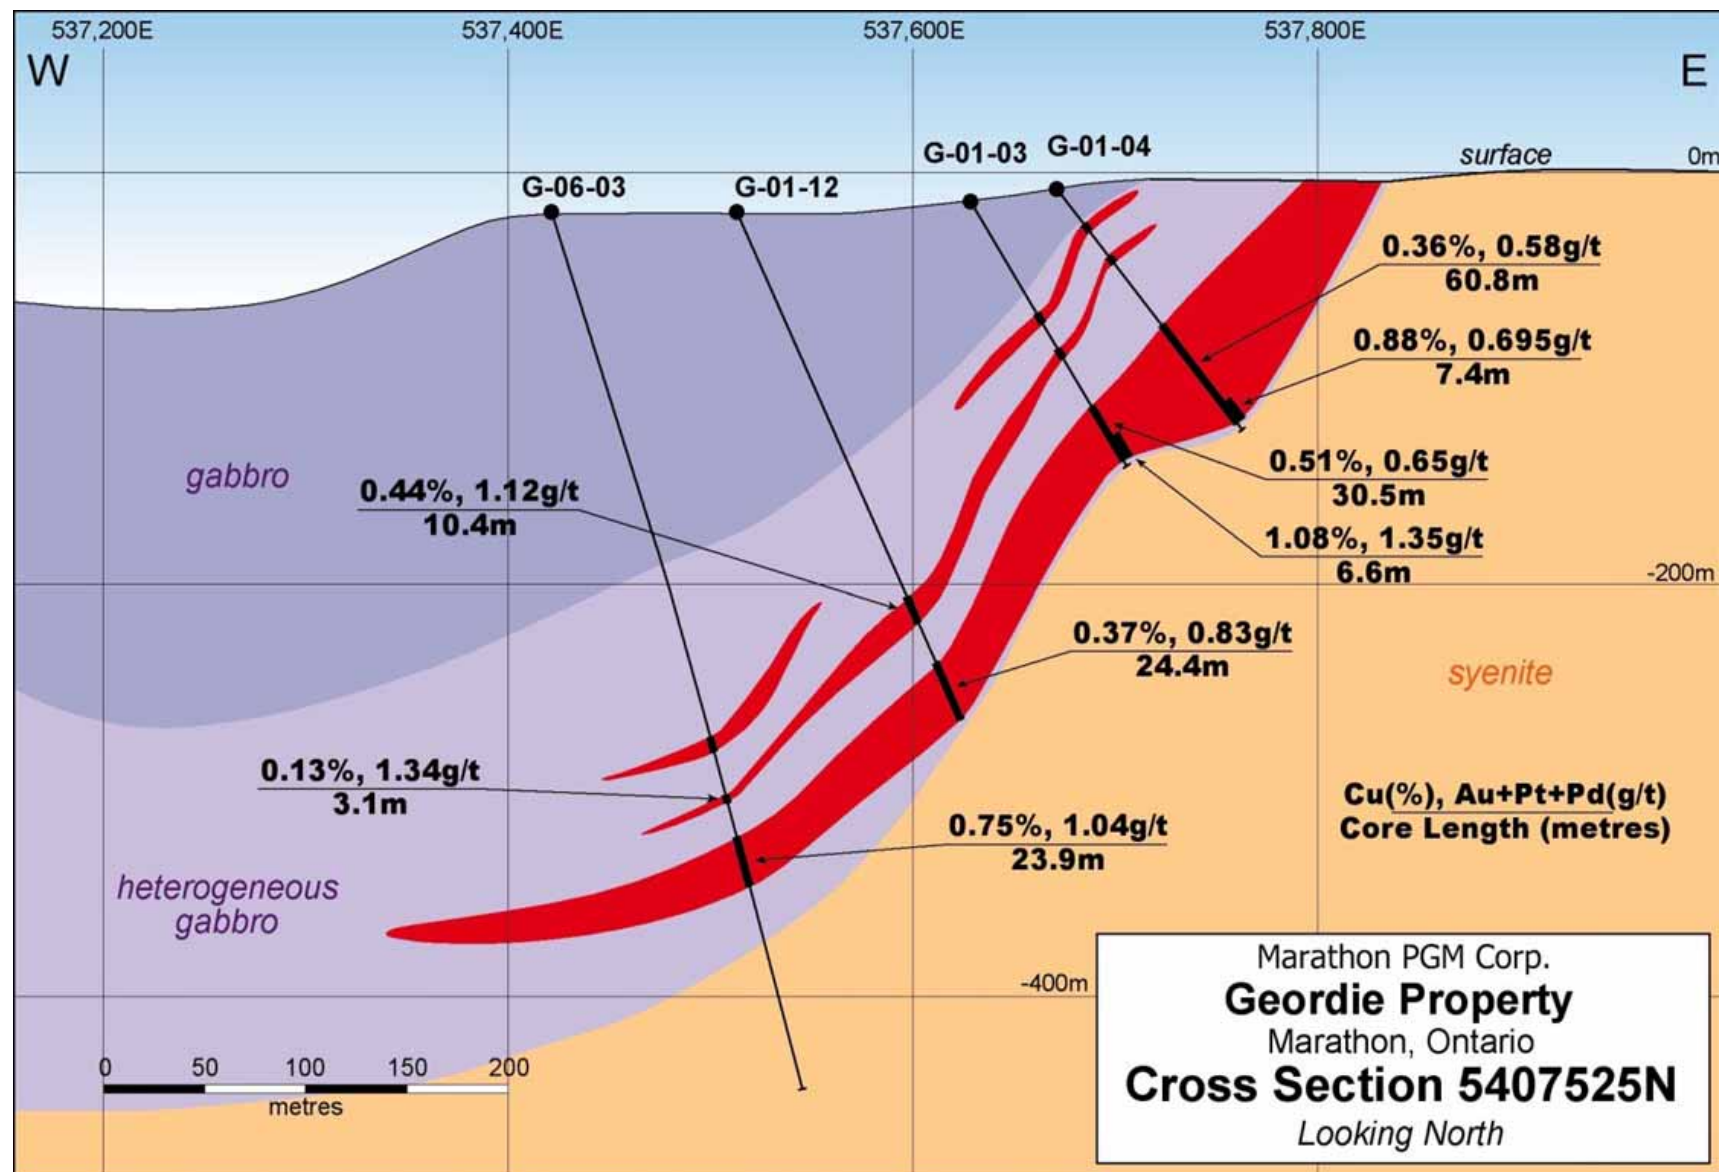 537,200E
537,400E
537,600E
537,800E
W
E
G-01-03
G-01-04
surface
0m
G-06-03
G-01-12
0.36%, 0.58g/t
60.8m
0.88%, 0.695g/t
7.4m
gabbro
0.44%, 1.12g/t
10.4m
0.51%, 0.65g/t
30.5m
1.08%, 1.35g/t
6.6m
-200m
0.37%, 0.83g/t
24.4m
syenite
0.13%, 1.34g/t
3.1m
Cu(%), Au+Pt+Pd(g/t)
Core Length (metres)
0.75%, 1.04g/t
23.9m
heterogeneous
gabbro
-400m
Marathon PGM Corp.
Geordie Property
Marathon, Ontario
Cross Section 5407525N
Looking North
0
50
100
150
200
metres